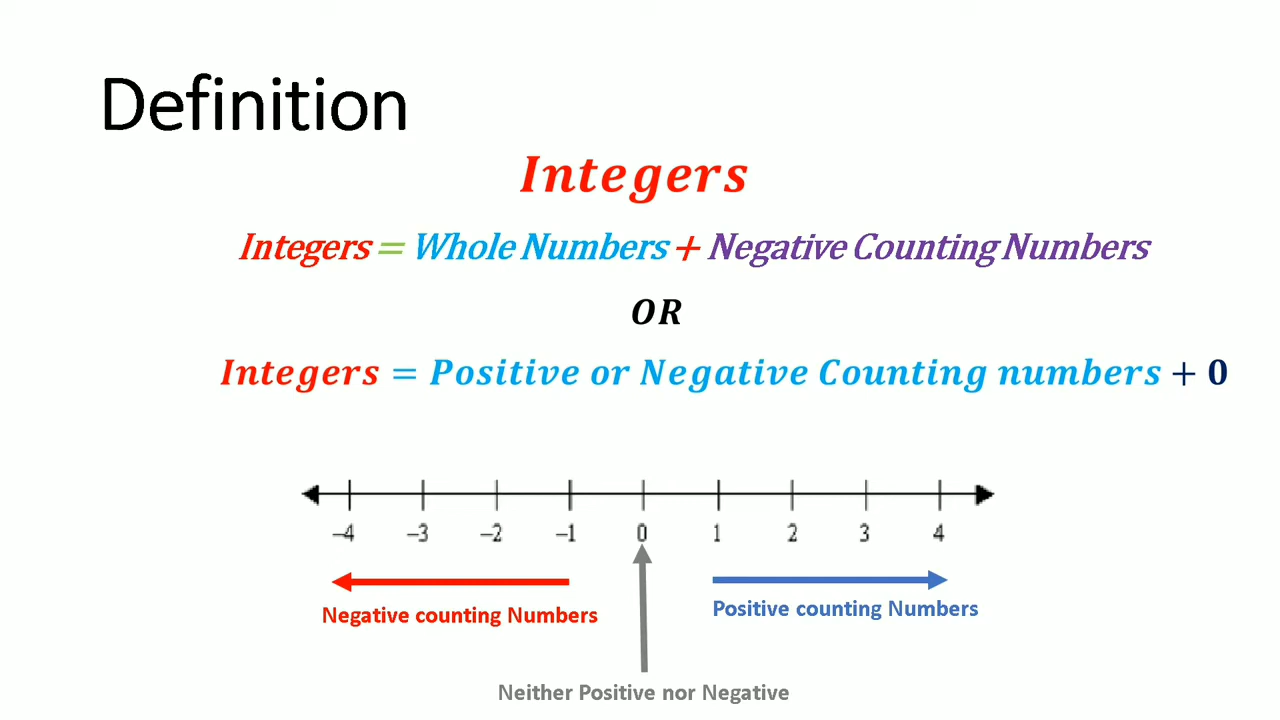 Definition
Integers
Integers = Whole Numbers + Negative Counting Numbers
OR
Integers = Positive or Negative Counting numbers + 0
–4 –3 –2 –1 0 1 2 3 4
Negative counting Numbers
Positive counting Numbers
Neither Positive nor Negative